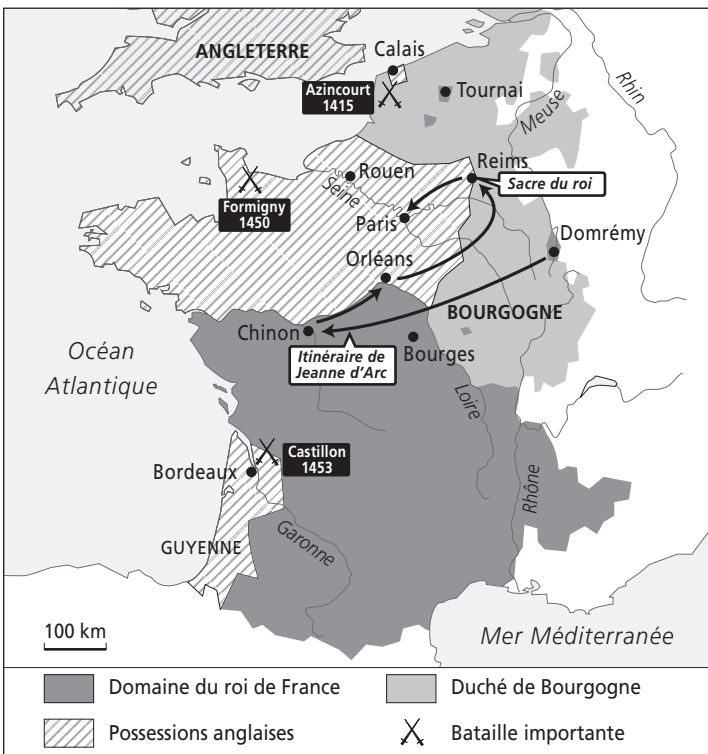 ANGLETERRE
Calais
Azincourt
1415
Tournai
Meuse
Rhin
Rouen
Seine
Reims
Sacre du roi
Formigny
1450
Paris
Domrémy
Orléans
BOURGOGNE
Chinon
Itinéraire de
Jeanne d'Arc
Bourges
Océan
Atlantique
Loire
Castillon
1453
Bordeaux
Rhône
GUYENNE
Garonne
100 km
Mer Méditerranée
Domaine du roi de France
Duché de Bourgogne
Possessions anglaises
Bataille importante